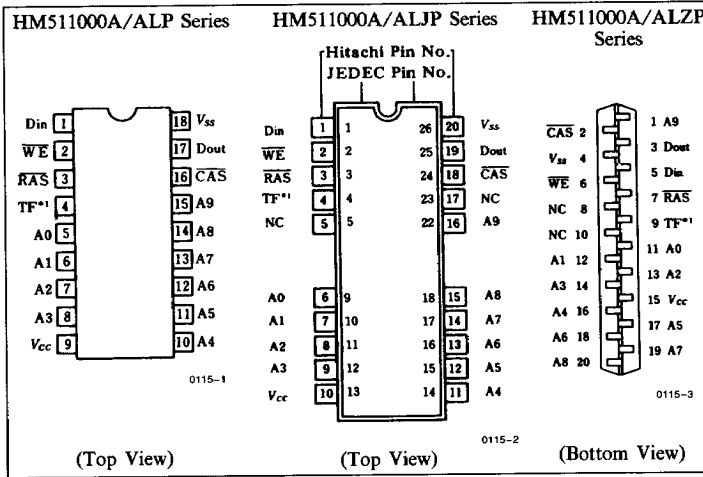 HM511000A/ALP Series HM511000A/ALJP Series HM511000A/ALZP Series
Hitachi Pin No.
JEDEC Pin No.
Din 1 18 Vss
WE 2 17 Dout
RAS 3 16 CAS
TF*1 4 15 A9
A0 5 14 A8
A1 6 13 A7
A2 7 12 A6
A3 8 11 A5
Vcc 9 10 A4
0115-1
(Top View)
Din 1 1 26 20 Vss
WE 2 2 25 19 Dout
RAS 3 3 24 18 CAS
TF*1 4 4 23 17 NC
NC 5 5 22 16 A9
A0 6 9 18 15 A8
A1 7 10 17 14 A7
A2 8 11 16 13 A6
A3 9 12 15 12 A5
Vcc 10 13 14 11 A4
0115-2
(Top View)
1 A9
CAS 2
3 Dout
Vss 4
5 Din
WE 6
7 RAS
NC 8
9 TF*1
NC 10
11 A0
A1 12
13 A2
A3 14
15 Vcc
A4 16
17 A5
A6 18
19 A7
A8 20
0115-3
(Bottom View)